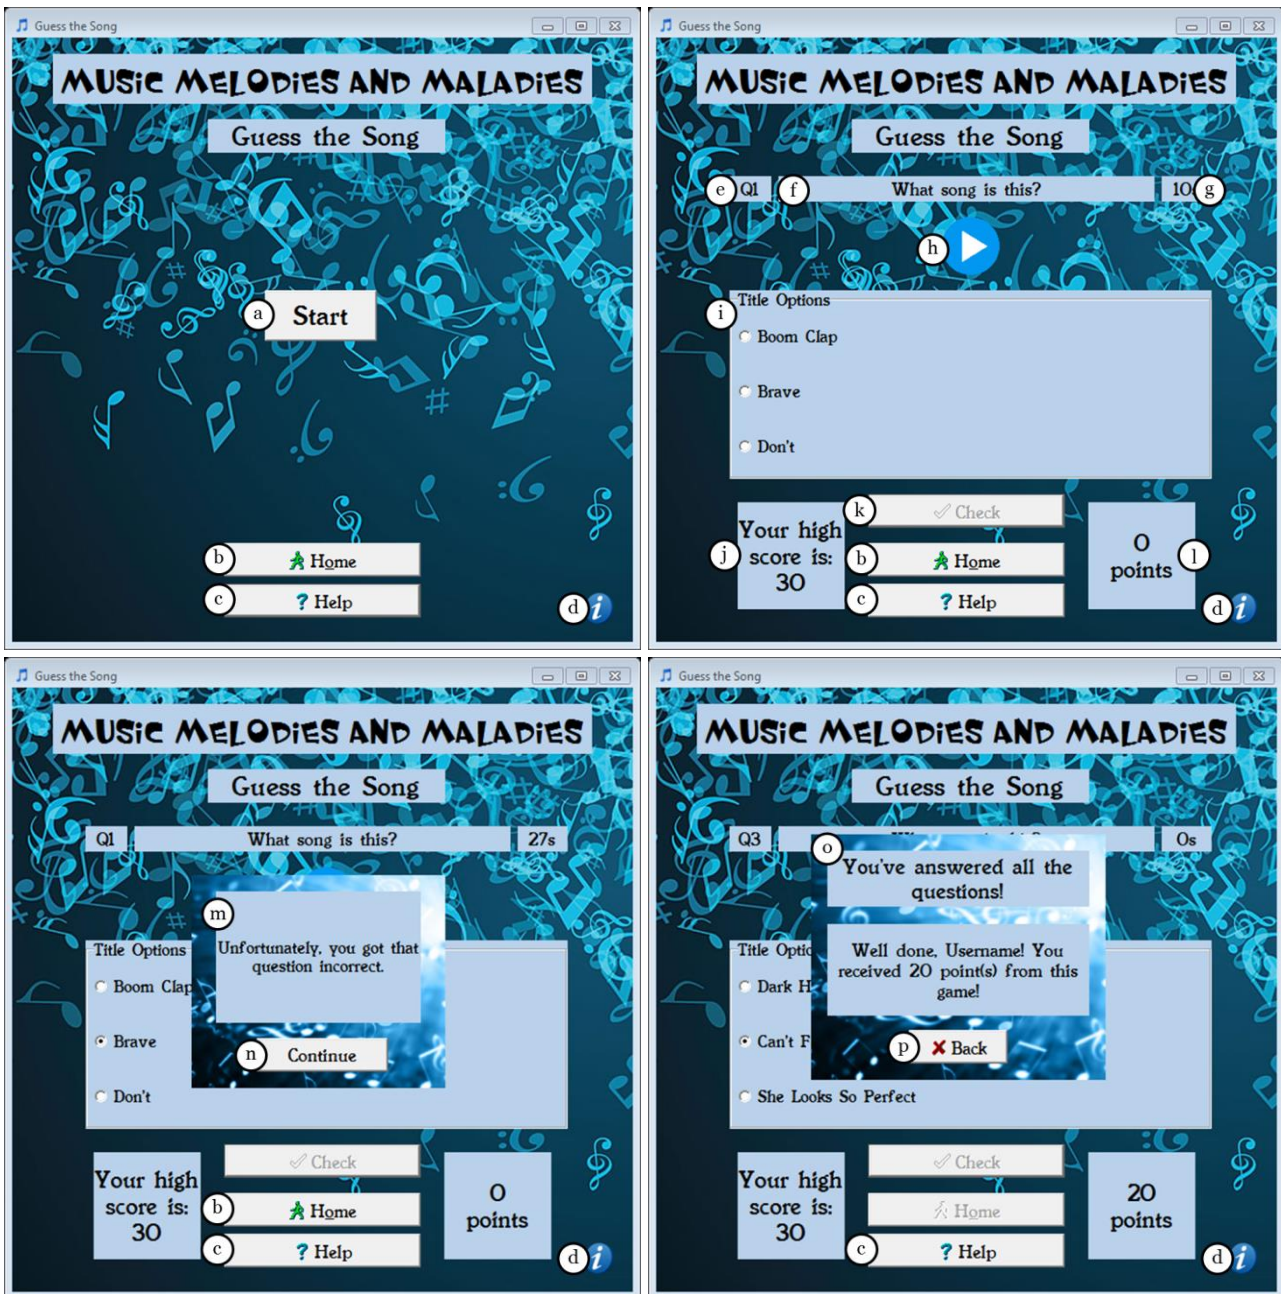 Guess the Song
MUSiC MELODiES AND MALADiES
Guess the Song
a
Start
b
Home
c
? Help
d
i
Guess the Song
MUSiC MELODiES AND MALADiES
Guess the Song
e
Q1
f
What song is this?
10
g
h
Title Options
i
Boom Clap
Brave
Don't
Your high
score is:
30
j
k
Check
b
Home
c
? Help
0
points
l
d
i
Guess the Song
MUSiC MELODiES AND MALADiES
Guess the Song
Q1
What song is this?
27s
m
Unfortunately, you got that
question incorrect.
n
Continue
Title Options
Boom Clap
Brave
Don't
Your high
score is:
30
Check
b
Home
c
? Help
0
points
d
i
Guess the Song
MUSiC MELODiES AND MALADiES
Guess the Song
Q3
0s
o
You've answered all the
questions!
Well done, Username! You
received 20 point(s) from this
game!
p
Back
Title Optio
Dark H
Can't F
She Looks So Perfect
Your high
score is:
30
Check
Home
c
? Help
20
points
d
i